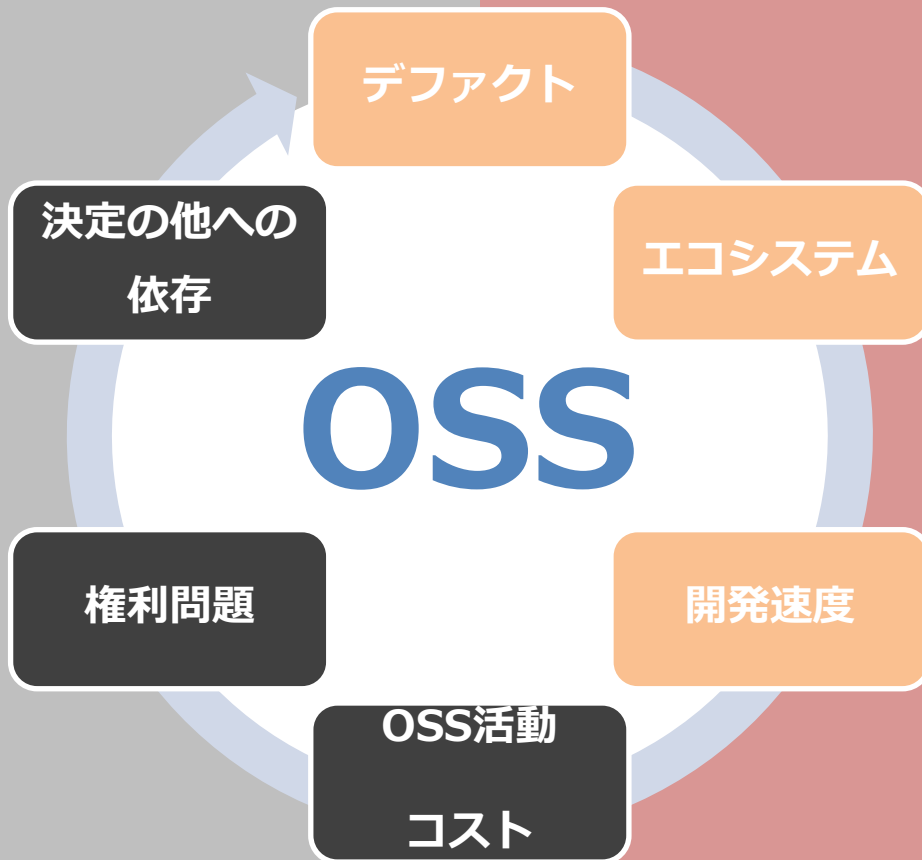 デファクト
決定の他への
依存
エコシステム
OSS
権利問題
開発速度
OSS活動
コスト